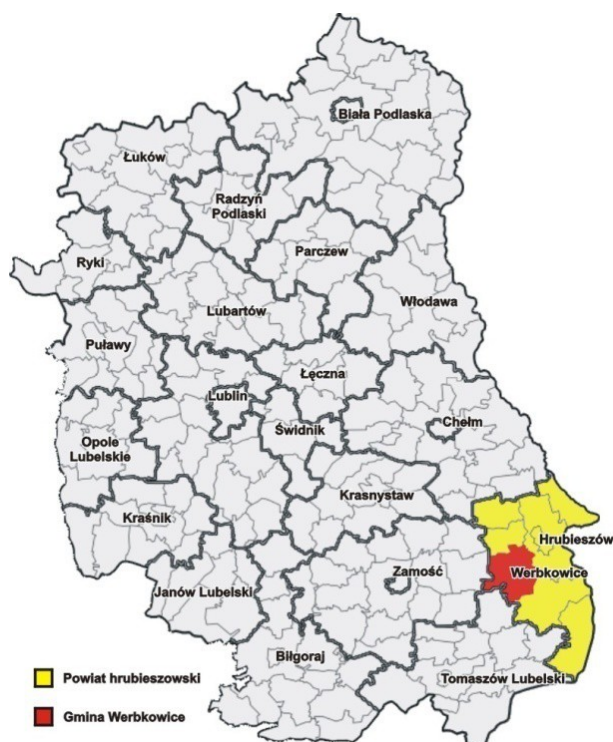 Biała Podlaska
Łuków
Radzyń
Podlaski
Parczew
Ryki
Włodawa
Lubartów
Puławy
Łęczna
Lublin
Chełm
Świdnik
Opole
Lubelskie
Krasnystaw
Kraśnik
Hrubieszów
Zamość
Werbkowice
Janów Lubelski
Biłgoraj
Tomaszów Lubelski
Powiat hrubieszowski
Gmina Werbkowice